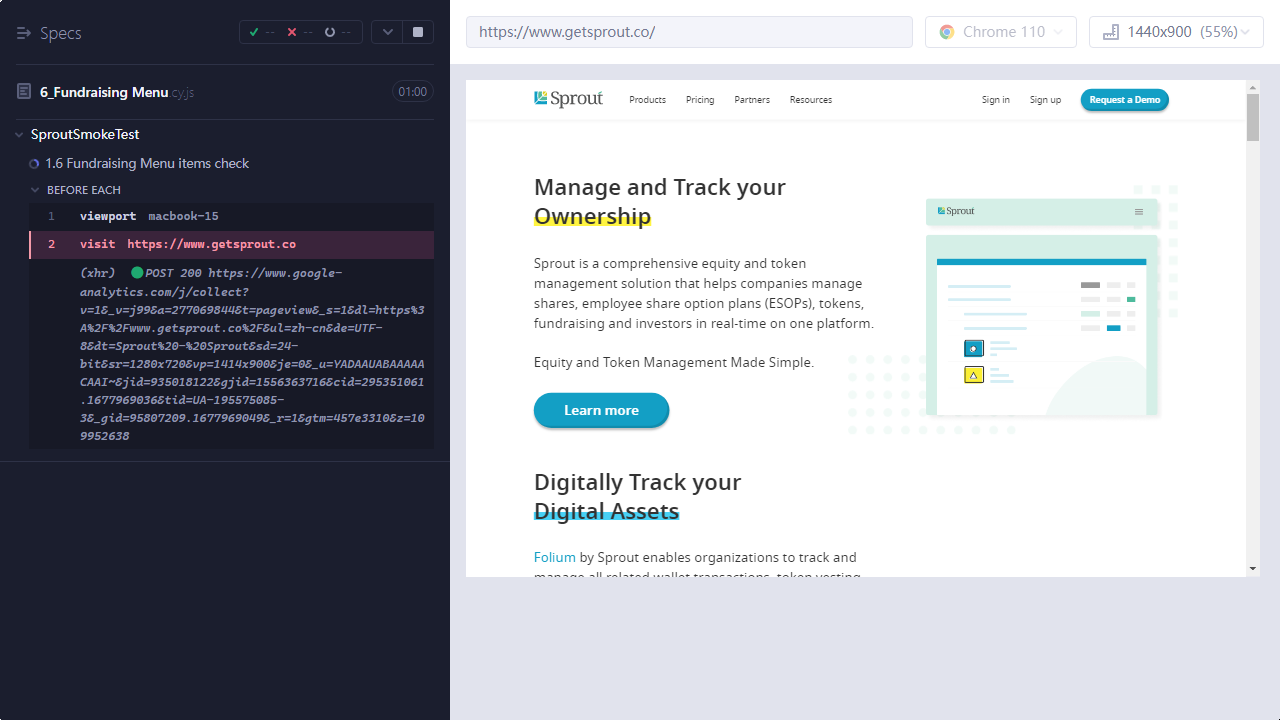 Specs
-- -- --
https://www.getsprout.co/
Chrome 110
1440x900 (55%)
6_Fundraising Menu.cy.js
01:00
SproutSmokeTest
1.6 Fundraising Menu items check
BEFORE EACH
1 viewport macbook-15
2 visit https://www.getsprout.co
(xhr) POST 200 https://www.google-
analytics.com/j/collect?
v=1&_v=j99&a=277069844&t=pageview&_s=1&dl=https%3
A%2F%2Fwww.getsprout.co%2F&ul=zh-cn&de=UTF-
8&dt=Sprout%20-%20Sprout&sd=24-
bit&sr=1280x720&vp=1414x900&je=0&_u=YADAAUABAAAAA
CAAI~&jid=935018122&gjid=1556363716&cid=295351061
.1677969036&tid=UA-195575085-
3&_gid=95807209.1677969049&_r=1&gtm=457e3310&z=10
9952638
Sprout Products Pricing Partners Resources Sign in Sign up Request a Demo
Manage and Track your
Ownership
Sprout is a comprehensive equity and token
management solution that helps companies manage
shares, employee share option plans (ESOPs), tokens,
fundraising and investors in real-time on one platform.
Equity and Token Management Made Simple.
Learn more
Sprout
Digitally Track your
Digital Assets
Folium by Sprout enables organizations to track and
manage all related wallet transactions, token vesting